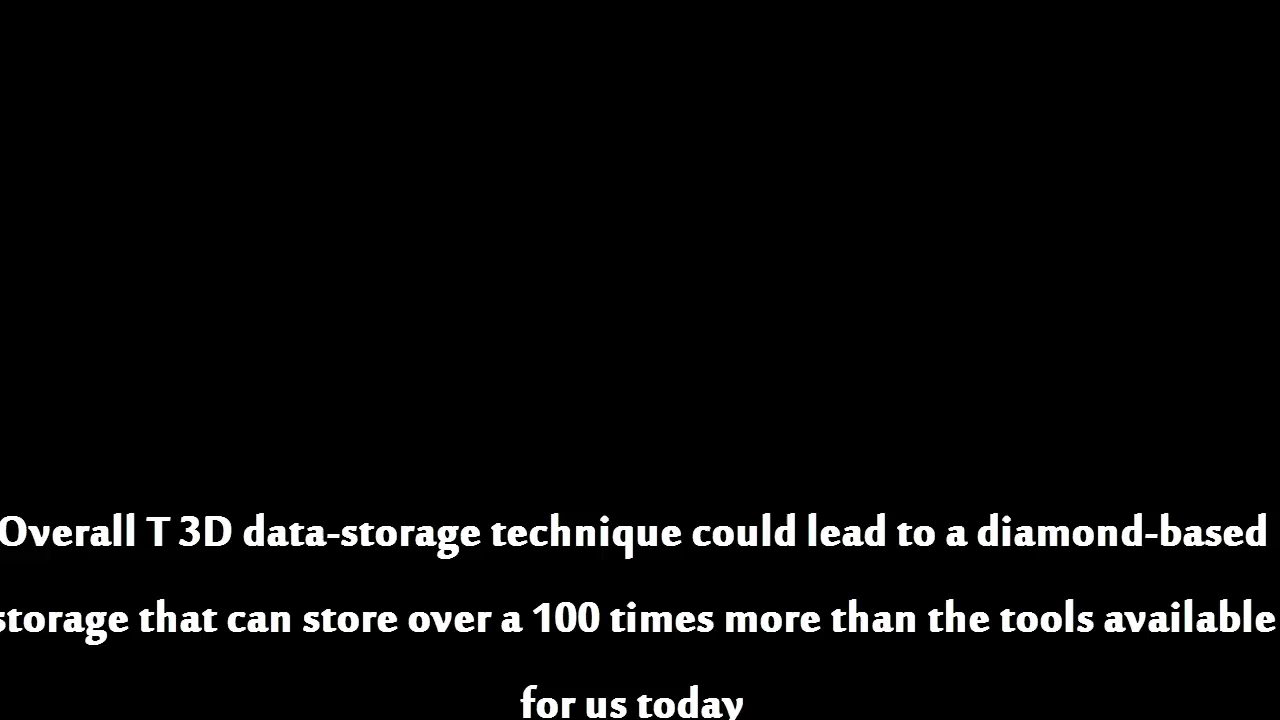 Overall T 3D data-storage technique could lead to a diamond-based
storage that can store over a 100 times more than the tools available
for us today